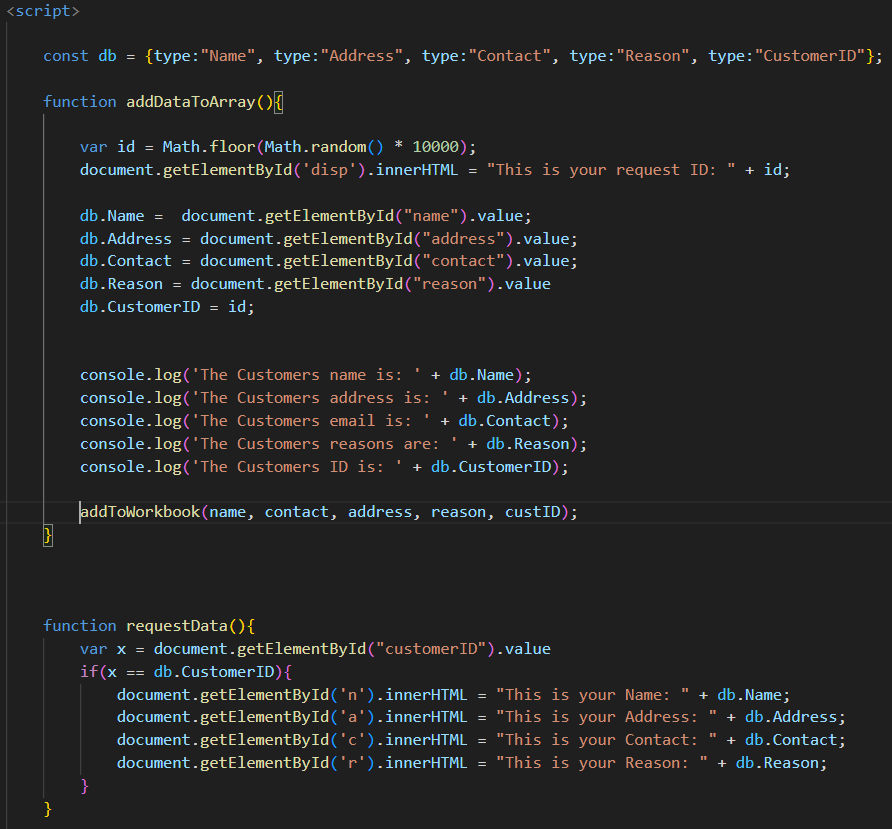 <script>
const db = {type:"Name", type:"Address", type:"Contact", type:"Reason", type:"CustomerID"};
function addDataToArray(){
var id = Math.floor(Math.random() * 10000);
document.getElementById('disp').innerHTML = "This is your request ID: " + id;
db.Name =  document.getElementById("name").value;
db.Address = document.getElementById("address").value;
db.Contact = document.getElementById("contact").value;
db.Reason = document.getElementById("reason").value
db.CustomerID = id;
console.log('The Customers name is: ' + db.Name);
console.log('The Customers address is: ' + db.Address);
console.log('The Customers email is: ' + db.Contact);
console.log('The Customers reasons are: ' + db.Reason);
console.log('The Customers ID is: ' + db.CustomerID);
addToWorkbook(name, contact, address, reason, custID);
}
function requestData(){
var x = document.getElementById("customerID").value
if(x == db.CustomerID){
document.getElementById('n').innerHTML = "This is your Name: " + db.Name;
document.getElementById('a').innerHTML = "This is your Address: " + db.Address;
document.getElementById('c').innerHTML = "This is your Contact: " + db.Contact;
document.getElementById('r').innerHTML = "This is your Reason: " + db.Reason;
}
}